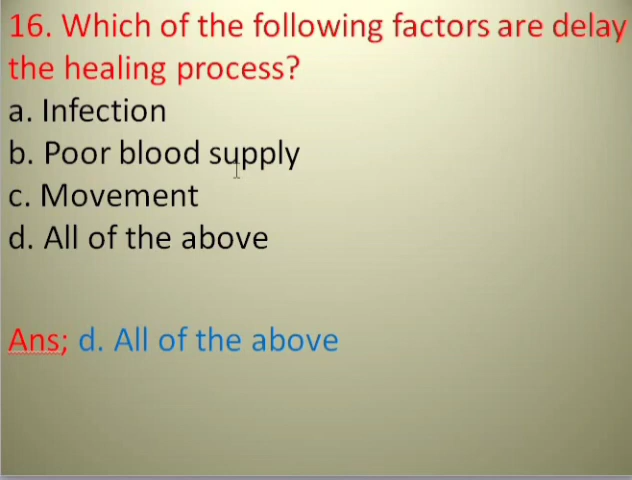 16. Which of the following factors are delay
the healing process?
a. Infection
b. Poor blood supply
c. Movement
d. All of the above
Ans; d. All of the above